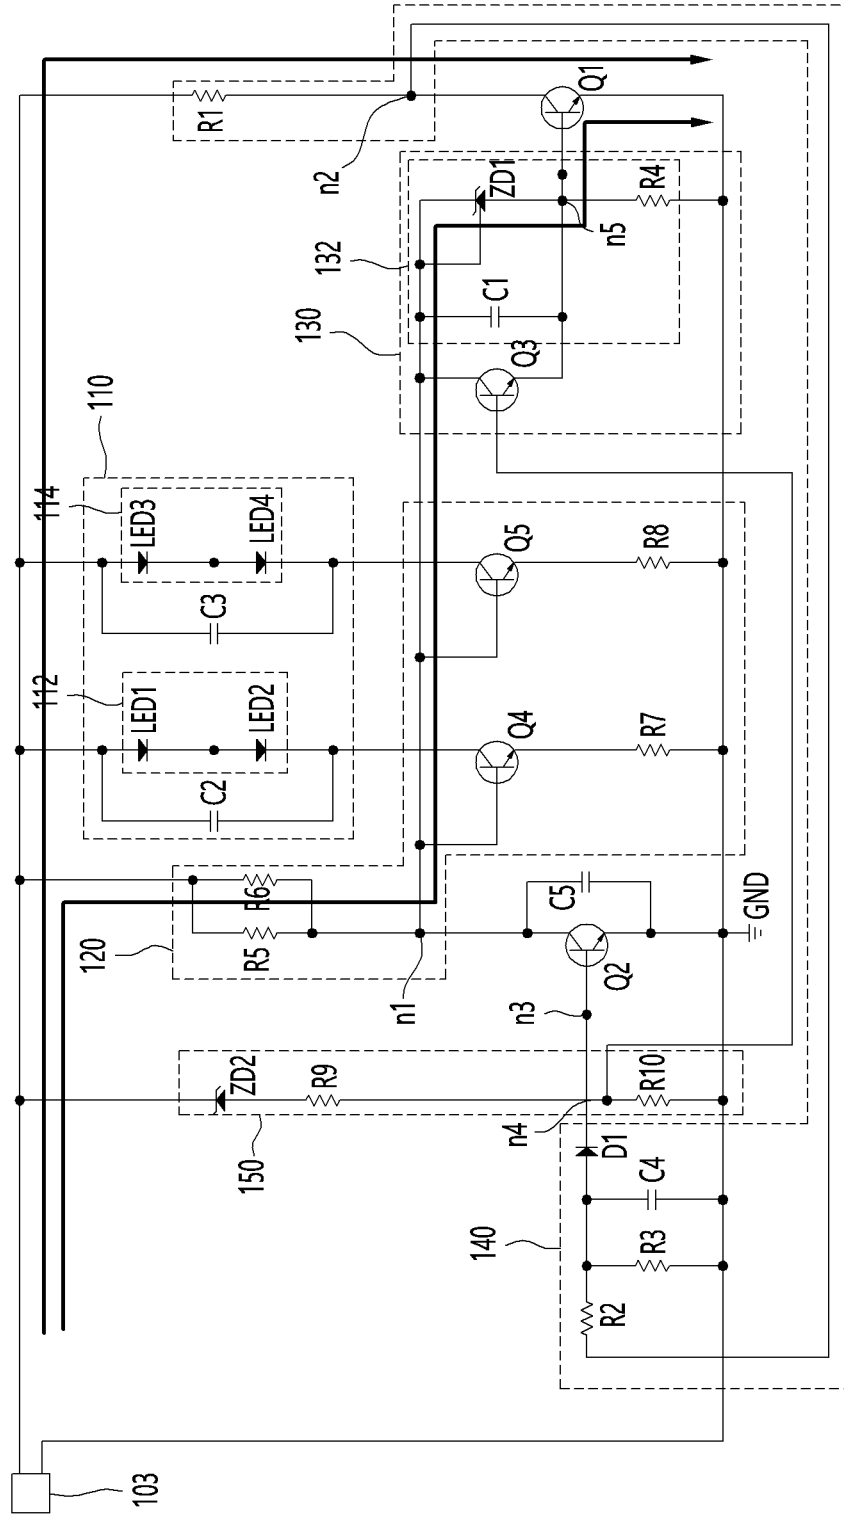 103
140
R2
R3
C4
D1
n4
150
ZD2
R9
R10
n3
Q2
n1
120
R5
R6
C5
GND
C2
112
LED1
LED2
Q4
R7
C3
114
LED3
LED4
110
Q5
R8
130
132
Q3
C1
ZD1
n5
R4
n2
R1
Q1